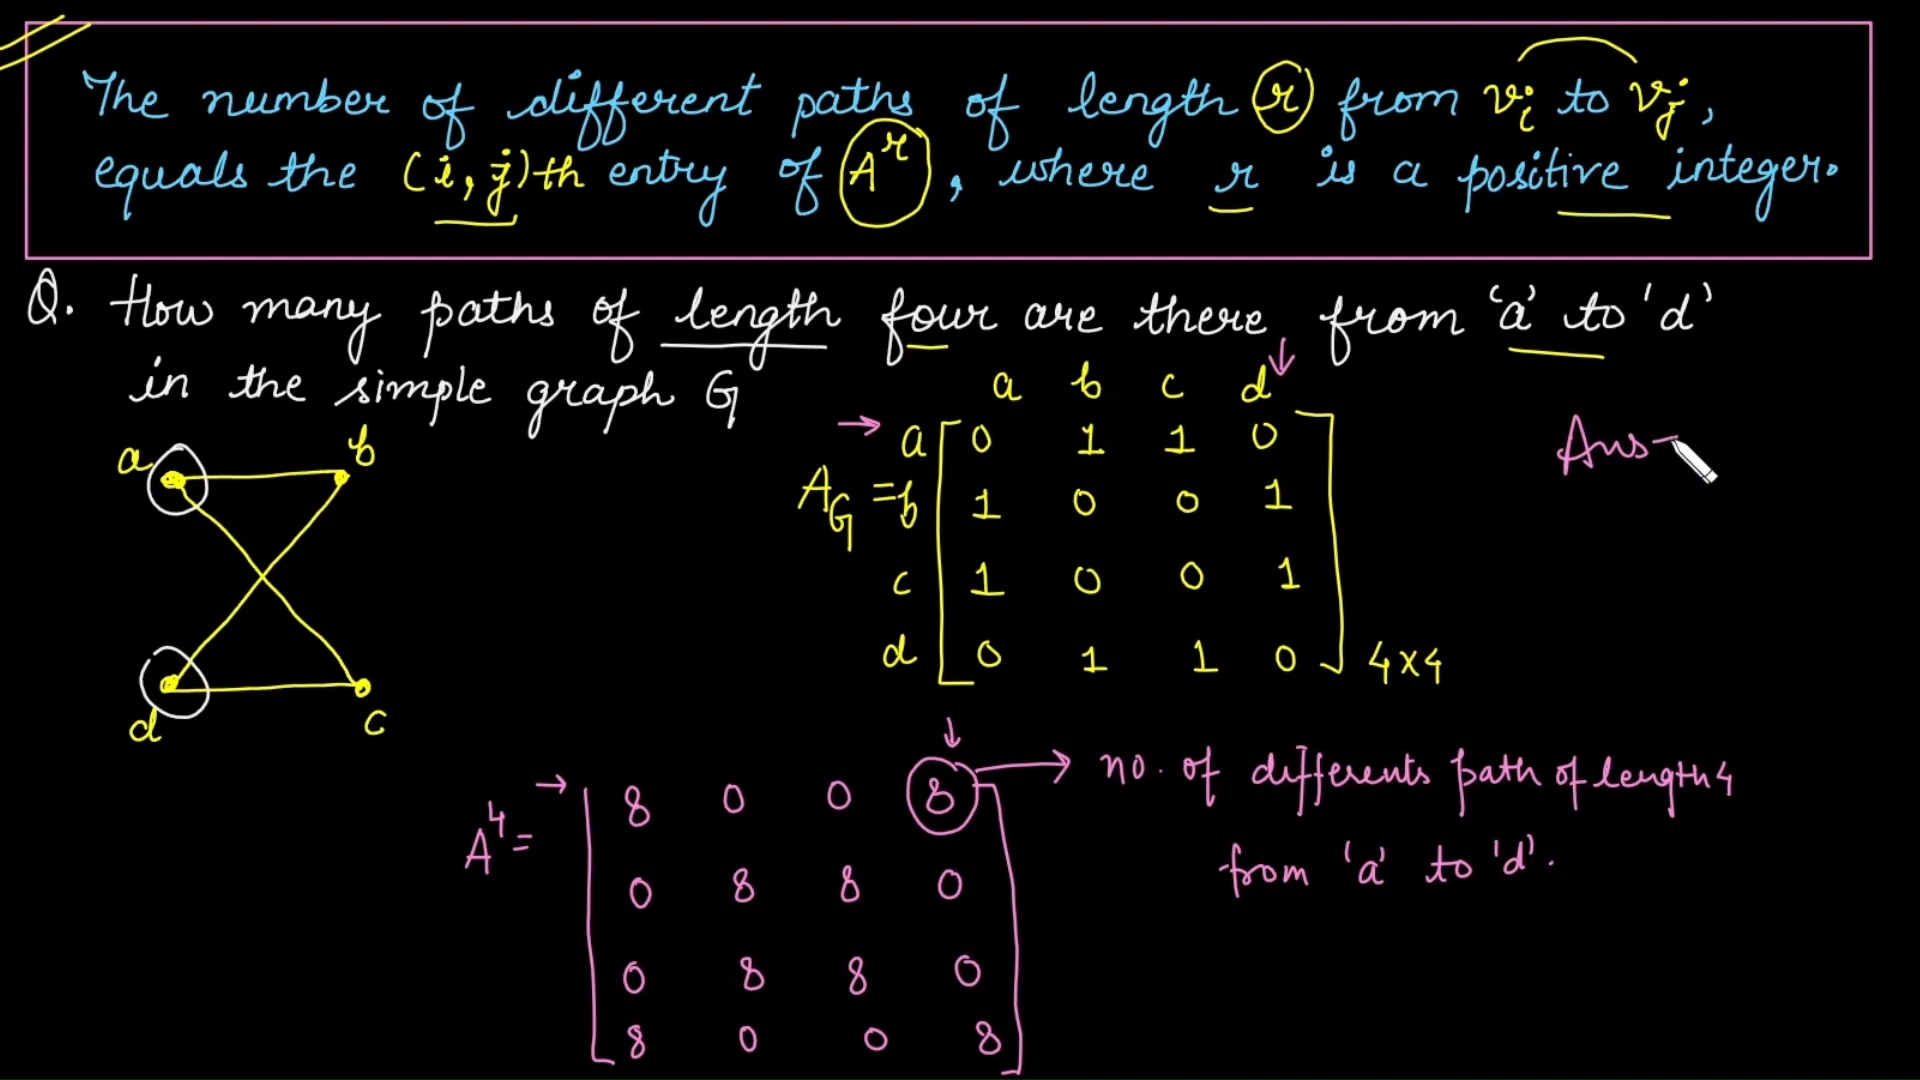 The number of different paths of length r from vi to vj,
equals the (i, j)th entry of A^r, where r is a positive integer.
Q. How many paths of length four are there from 'a' to 'd'
in the simple graph G
a b c d
a 0 1 1 0
AG = b 1 0 0 1
c 1 0 0 1
d 0 1 1 0 4x4
Ans-
a b
d c
A^4 = 8 0 0 8
0 8 8 0
0 8 8 0
8 0 0 8
no. of differents path of length 4
from 'a' to 'd'.